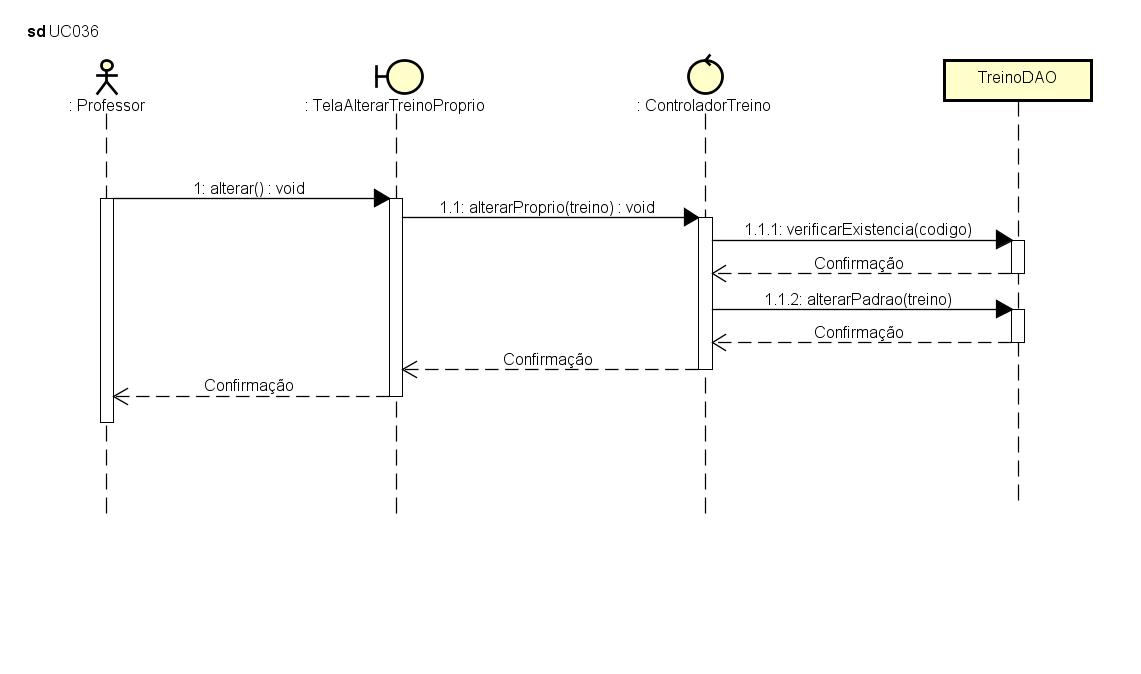 sd UC036
: Professor
: TelaAlterarTreinoProprio
: ControladorTreino
TreinoDAO
1: alterar() : void
1.1: alterarProprio(treino) : void
1.1.1: verificarExistencia(codigo)
Confirmação
1.1.2: alterarPadrao(treino)
Confirmação
Confirmação
Confirmação